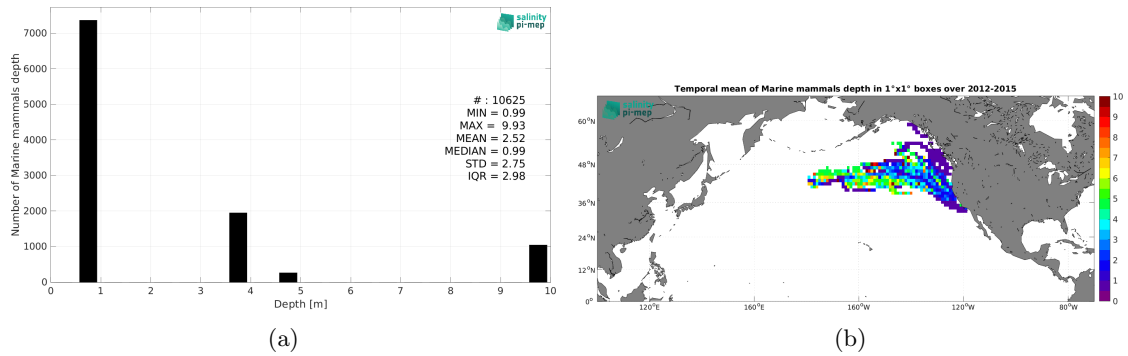 salinity
pi-mep
7000
6000
5000
4000
3000
2000
1000
0
Number of Marine mammals depth
# : 10625
MIN = 0.99
MAX = 9.93
MEAN = 2.52
MEDIAN = 0.99
STD = 2.75
IQR = 2.98
0 1 2 3 4 5 6 7 8 9 10
Depth [m]
(a)
Temporal mean of Marine mammals depth in 1°x1° boxes over 2012-2015
salinity
pi-mep
60°N
48°N
36°N
24°N
12°N
0°
120°E 160°E 160°W 120°W 80°W
10
9
8
7
6
5
4
3
2
1
0
(b)